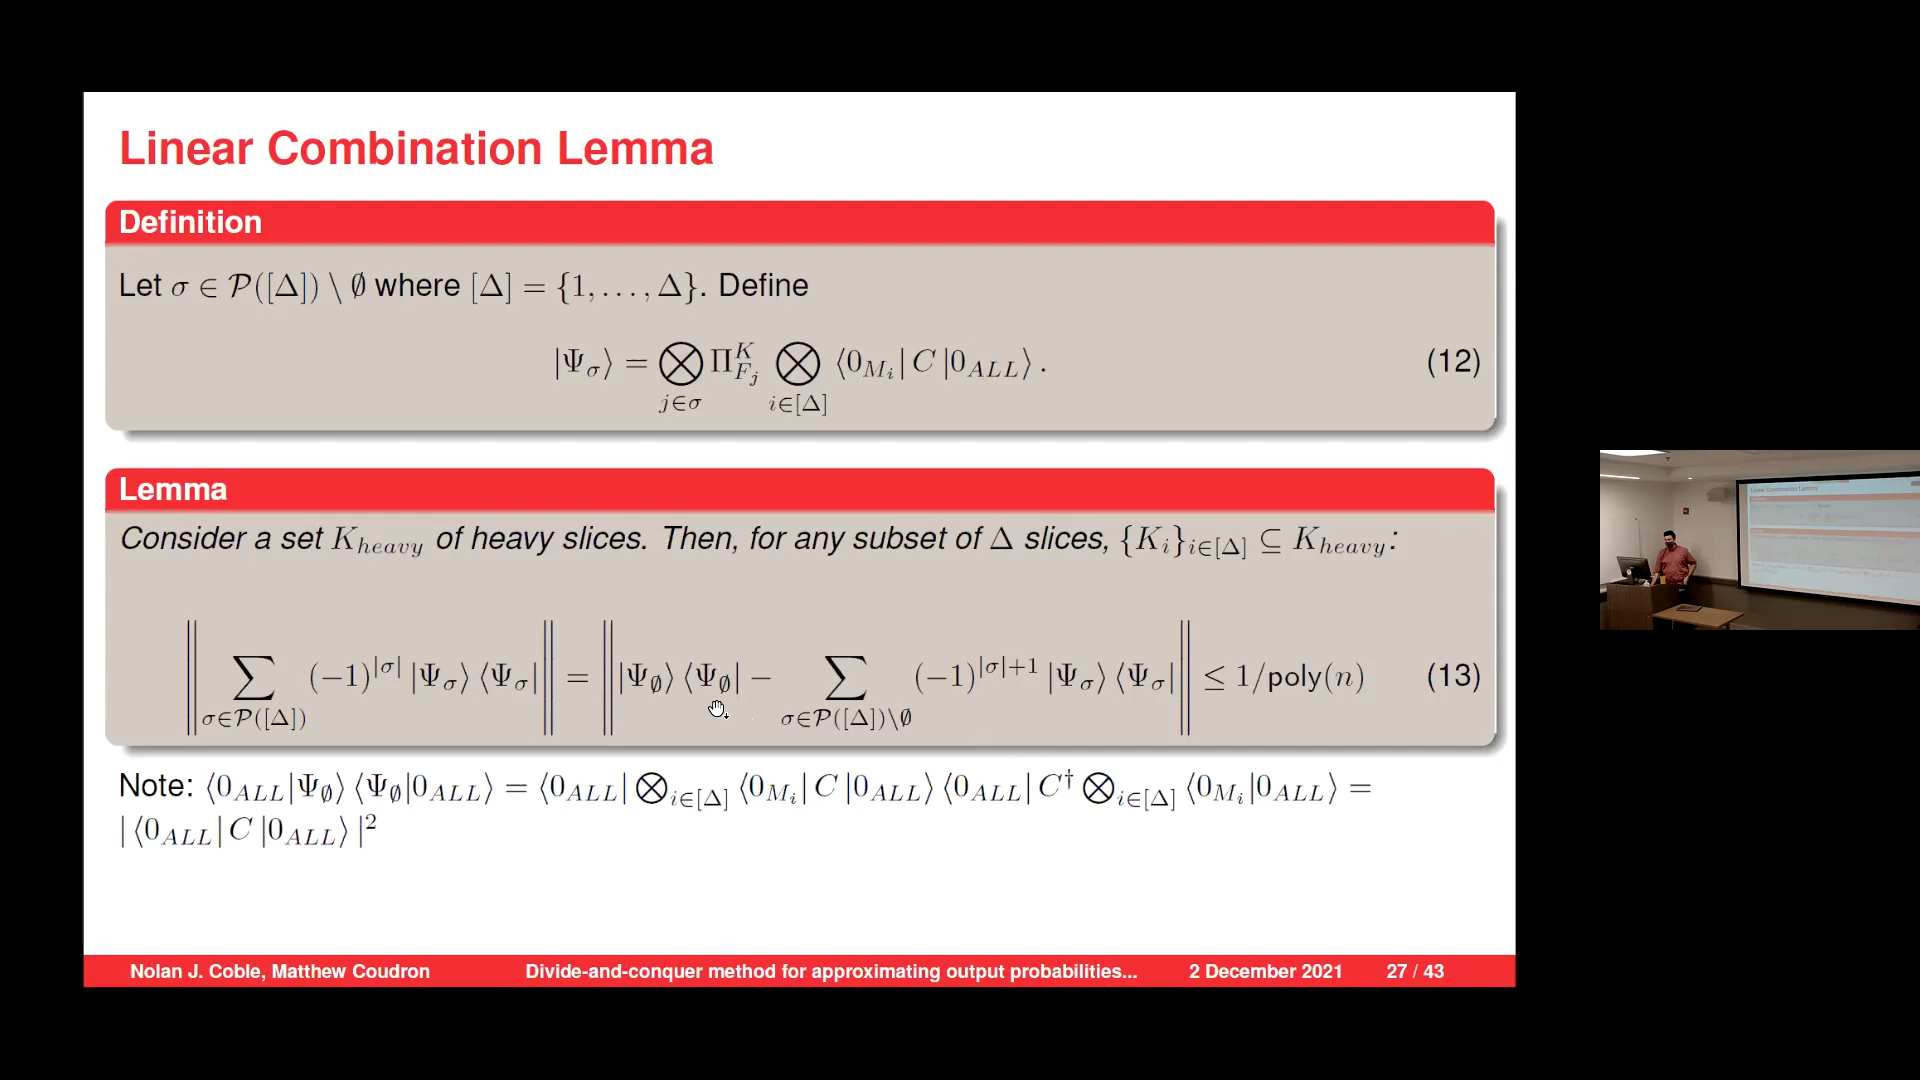 Linear Combination Lemma
Definition
Let σ ∈ 𝒫([Δ]) \ ∅ where [Δ] = {1, . . . , Δ}. Define
|Ψ_σ⟩ = ⨂_{j∈σ} Π^K_{F_j} ⨂_{i∈[Δ]} ⟨0_{M_i}| C |0_{ALL}⟩ . (12)
Lemma
Consider a set K_{heavy} of heavy slices. Then, for any subset of Δ slices, {K_i}_{i∈[Δ]} ⊆ K_{heavy}:
‖∑_{σ∈𝒫([Δ])} (−1)^{|σ|} |Ψ_σ⟩ ⟨Ψ_σ|‖ = ‖|Ψ_∅⟩ ⟨Ψ_∅| − ∑_{σ∈𝒫([Δ])\∅} (−1)^{|σ|+1} |Ψ_σ⟩ ⟨Ψ_σ|‖ ≤ 1/poly(n) (13)
Note: ⟨0_{ALL}|Ψ_∅⟩ ⟨Ψ_∅|0_{ALL}⟩ = ⟨0_{ALL}| ⨂_{i∈[Δ]} ⟨0_{M_i}| C |0_{ALL}⟩ ⟨0_{ALL}| C^† ⨂_{i∈[Δ]} ⟨0_{M_i}|0_{ALL}⟩ =
| ⟨0_{ALL}| C |0_{ALL}⟩ |^2
Nolan J. Coble, Matthew Coudron Divide-and-conquer method for approximating output probabilities... 2 December 2021 27 / 43
Linear Combination Lemma